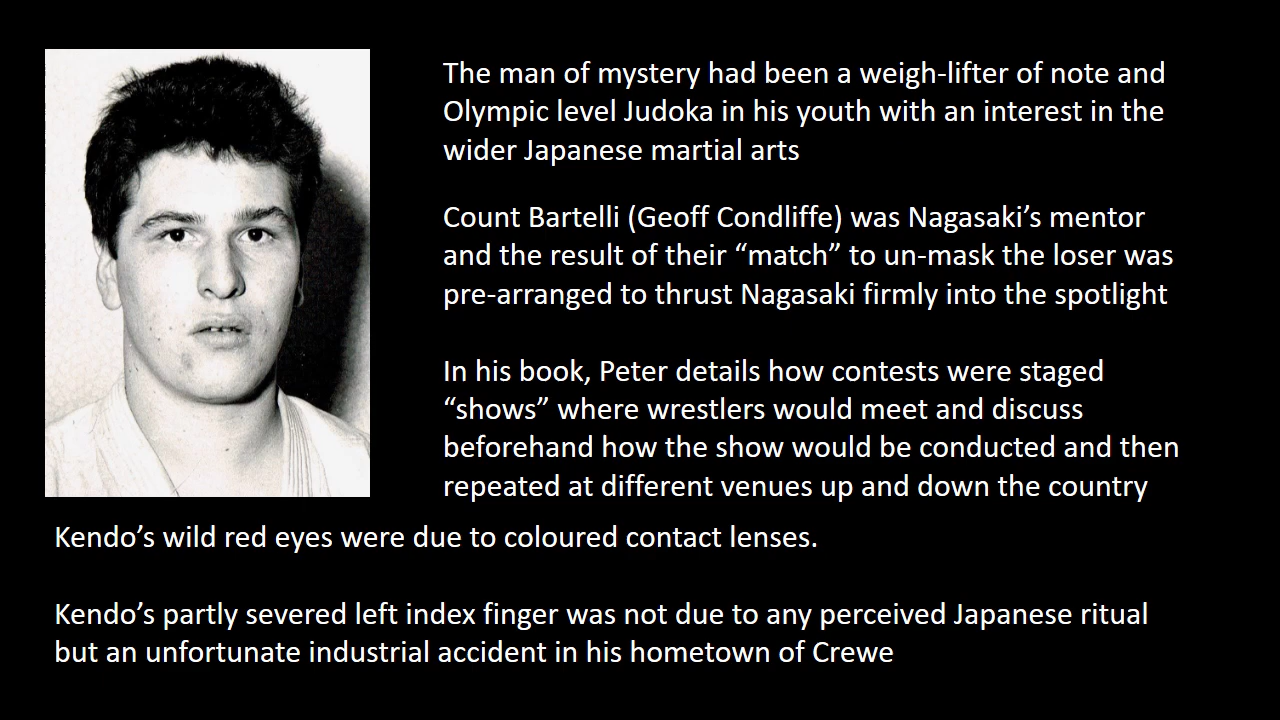 The man of mystery had been a weigh-lifter of note and
Olympic level Judoka in his youth with an interest in the
wider Japanese martial arts
Count Bartelli (Geoff Condliffe) was Nagasaki’s mentor
and the result of their “match” to un-mask the loser was
pre-arranged to thrust Nagasaki firmly into the spotlight
In his book, Peter details how contests were staged
“shows” where wrestlers would meet and discuss
beforehand how the show would be conducted and then
repeated at different venues up and down the country
Kendo’s wild red eyes were due to coloured contact lenses.
Kendo’s partly severed left index finger was not due to any perceived Japanese ritual
but an unfortunate industrial accident in his hometown of Crewe